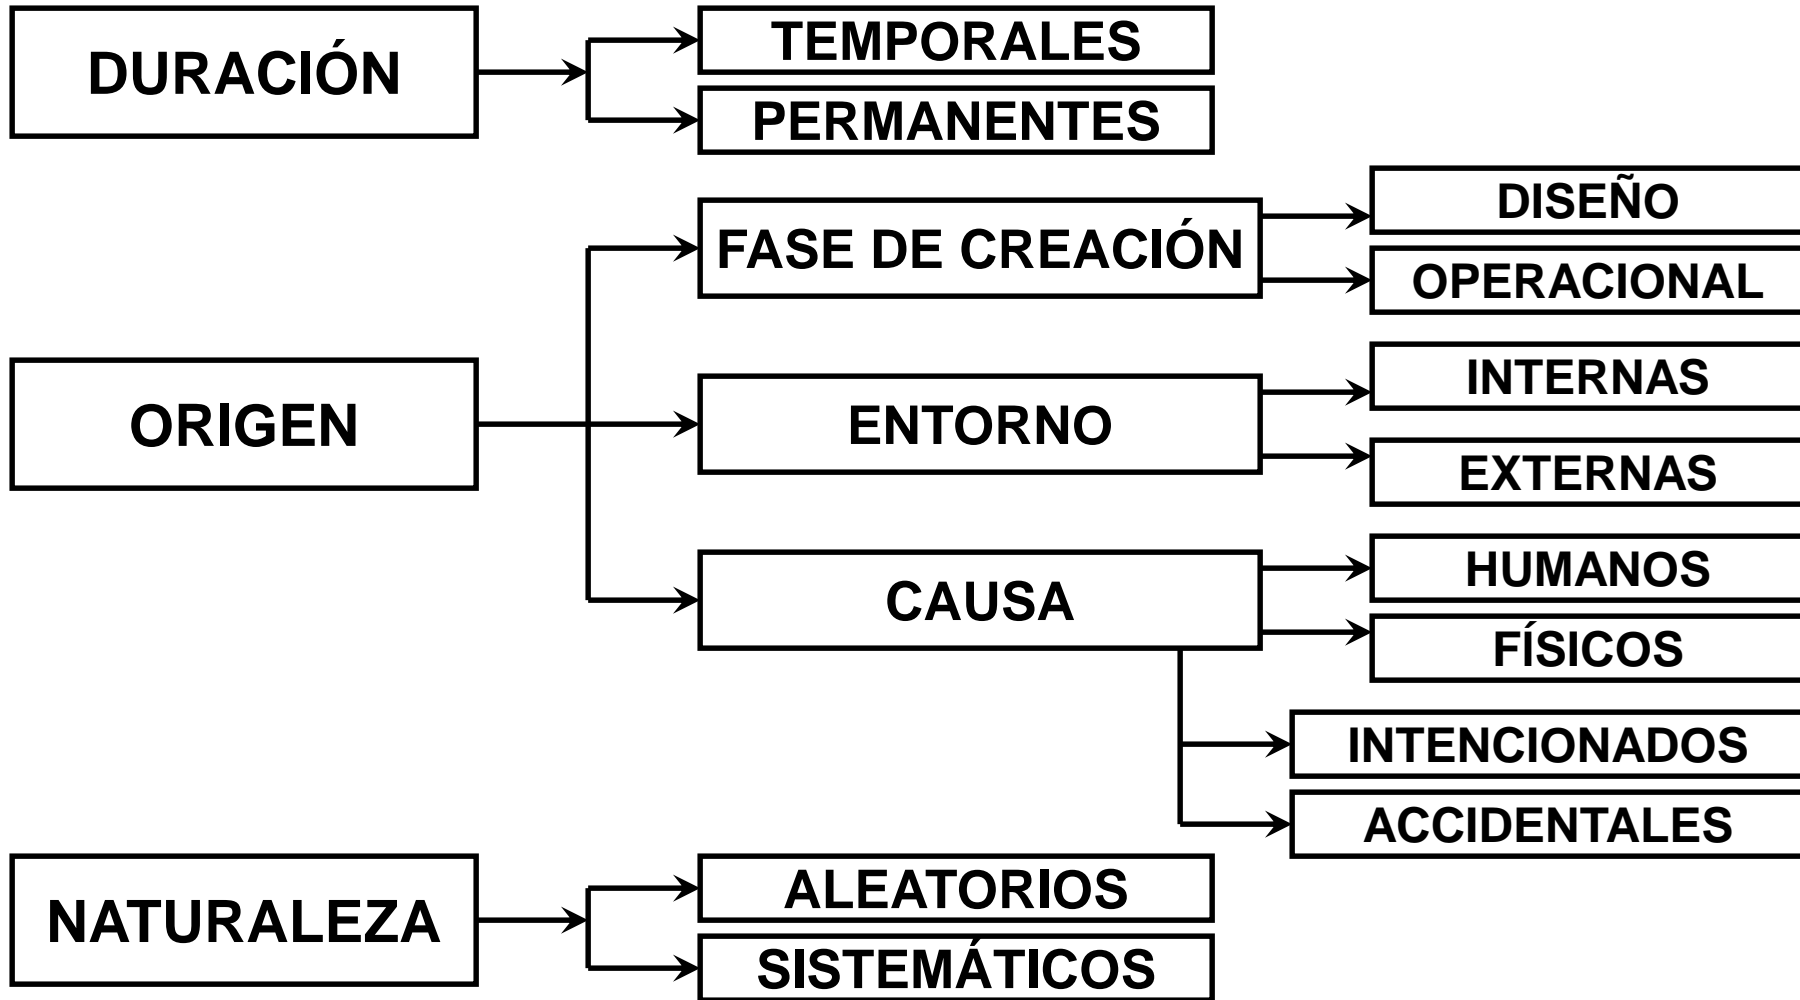 DURACIÓN
TEMPORALES
PERMANENTES
ORIGEN
FASE DE CREACIÓN
DISEÑO
OPERACIONAL
ENTORNO
INTERNAS
EXTERNAS
CAUSA
HUMANOS
FÍSICOS
INTENCIONADOS
ACCIDENTALES
NATURALEZA
ALEATORIOS
SISTEMÁTICOS